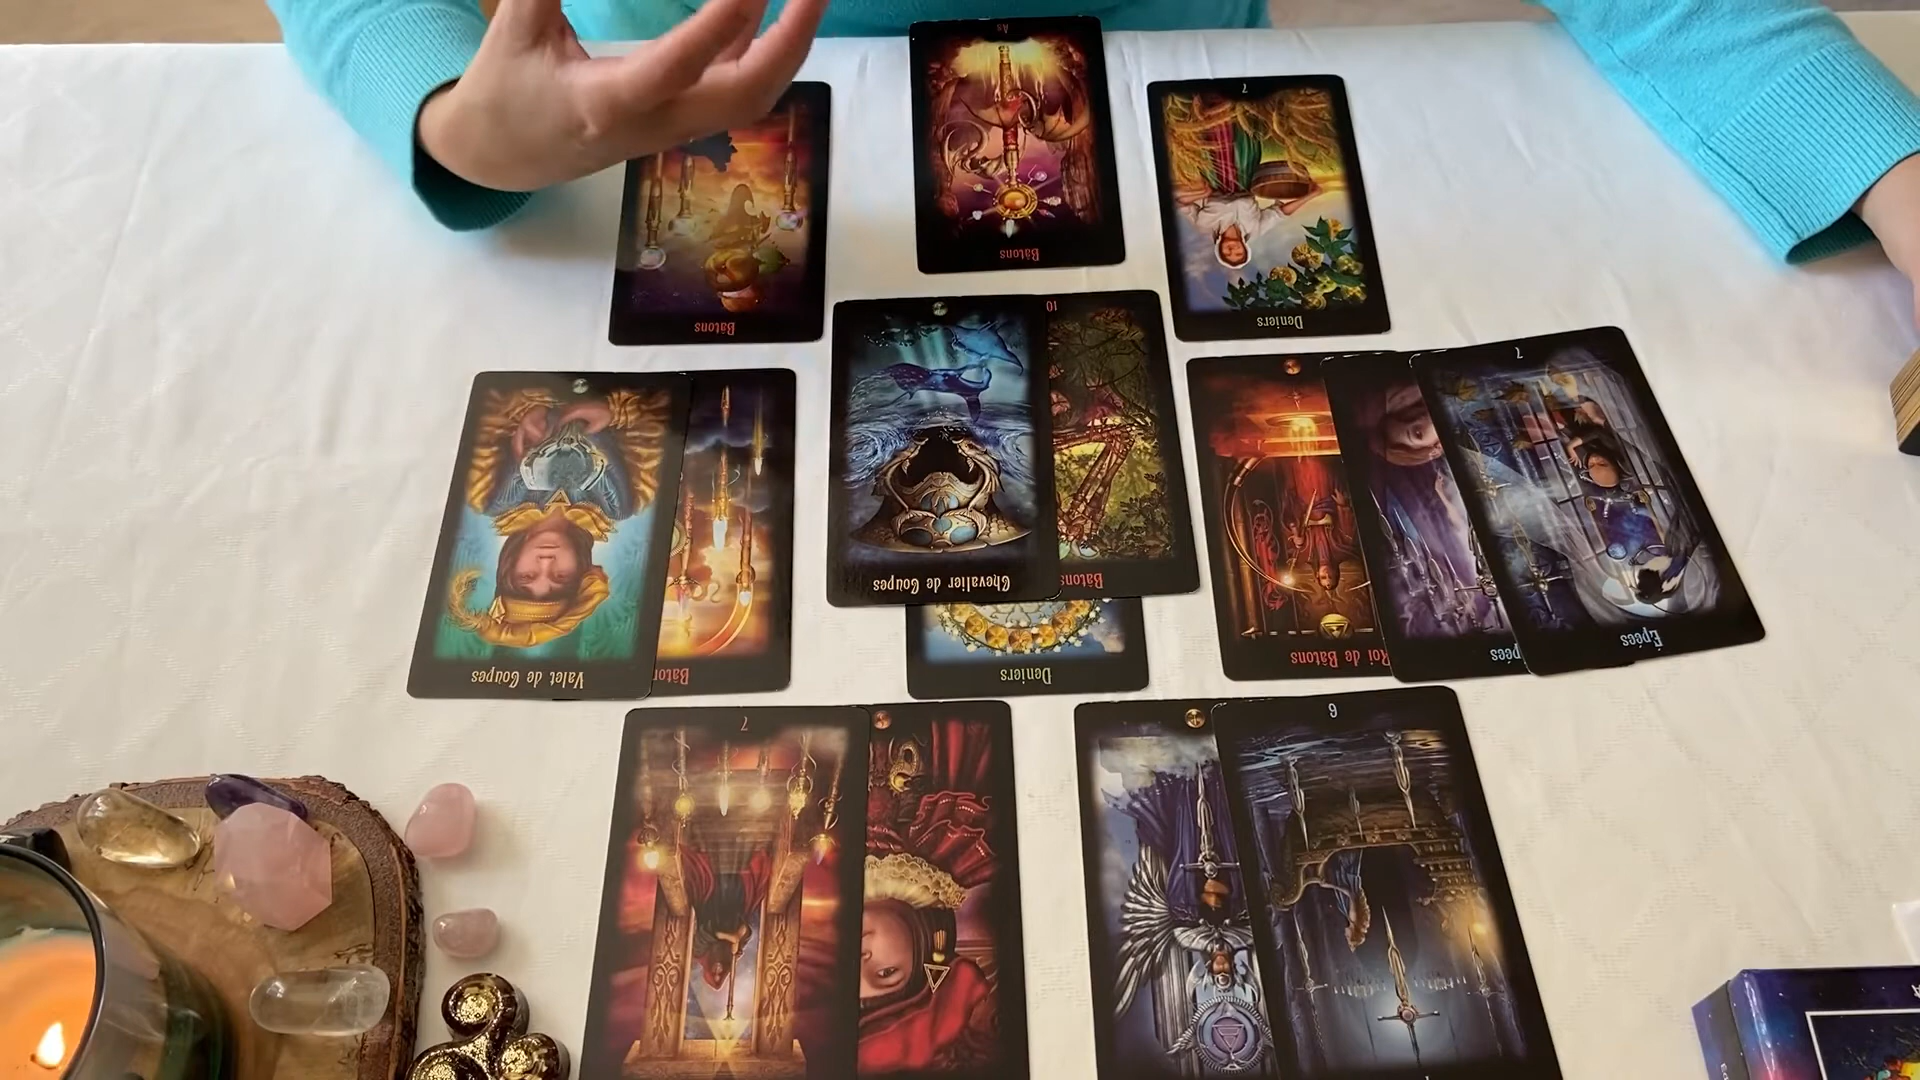 As
Bâtons
7
Deniers
Bâtons
10
Bâtons
Chevalier de Coupes
Deniers
Valet de Coupes
Roi de Bâtons
7
Épées
7
6